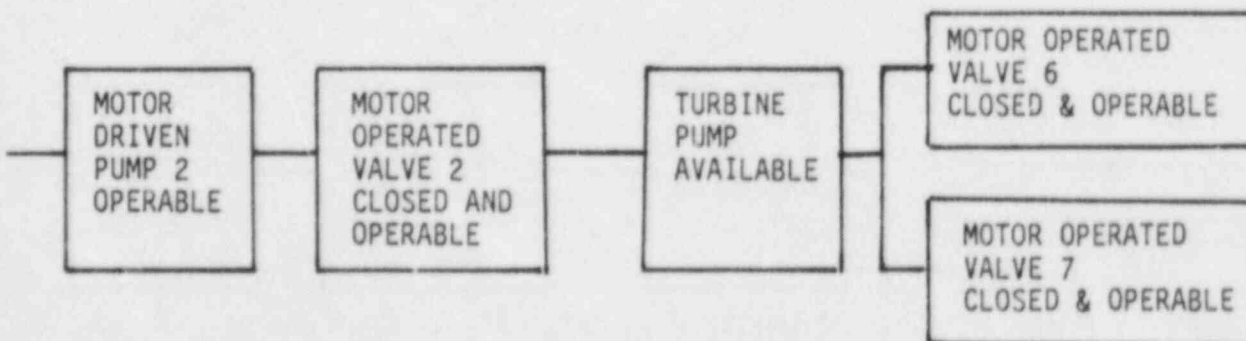 MOTOR
DRIVEN
PUMP 2
OPERABLE
MOTOR
OPERATED
VALVE 2
CLOSED AND
OPERABLE
TURBINE
PUMP
AVAILABLE
MOTOR OPERATED
VALVE 6
CLOSED & OPERABLE
MOTOR OPERATED
VALVE 7
CLOSED & OPERABLE